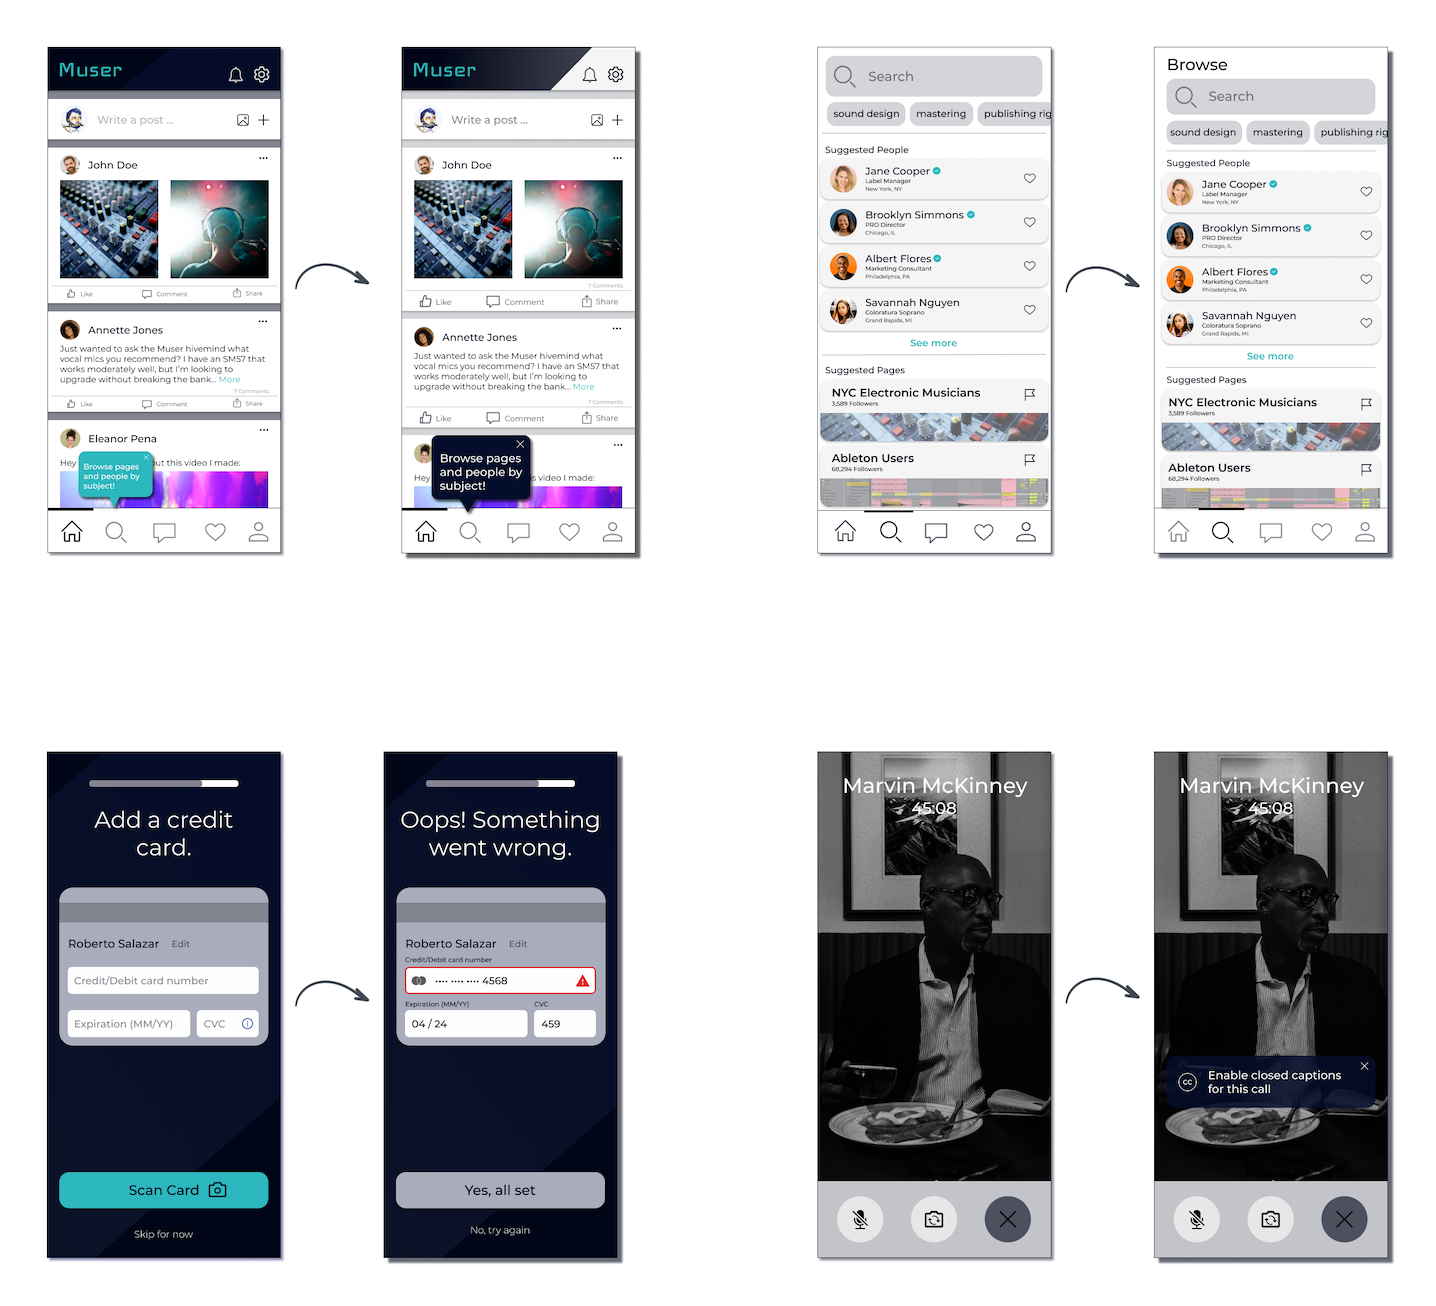 Muser
Write a post ...
John Doe
Like
Comment
Share
Annette Jones
Just wanted to ask the Muser hivemind what
vocal mics you recommend? I have an SM57 that
works moderately well, but I'm looking to
upgrade without breaking the bank... More
7 Comments
Like
Comment
Share
Eleanor Pena
Hey
out this video I made:
Browse pages
and people by
subject!
Muser
Write a post ...
John Doe
7 Comments
Like
Comment
Share
Annette Jones
Just wanted to ask the Muser hivemind what
vocal mics you recommend? I have an SM57 that
works moderately well, but I'm looking to
upgrade without breaking the bank... More
7 Comments
Like
Comment
Share
Hey
s video I made:
Browse pages
and people by
subject!
Search
sound design
mastering
publishing rig
Suggested People
Jane Cooper
Label Manager
New York, NY
Brooklyn Simmons
PRO Director
Chicago, IL
Albert Flores
Marketing Consultant
Philadelphia, PA
Savannah Nguyen
Coloratura Soprano
Grand Rapids, MI
See more
Suggested Pages
NYC Electronic Musicians
3,589 Followers
Ableton Users
68,294 Followers
Browse
Search
sound design
mastering
publishing rig
Suggested People
Jane Cooper
Label Manager
New York, NY
Brooklyn Simmons
PRO Director
Chicago, IL
Albert Flores
Marketing Consultant
Philadelphia, PA
Savannah Nguyen
Coloratura Soprano
Grand Rapids, MI
See more
Suggested Pages
NYC Electronic Musicians
3,589 Followers
Ableton Users
68,294 Followers
Add a credit
card.
Roberto Salazar Edit
Credit/Debit card number
Expiration (MM/YY)
CVC
Scan Card
Skip for now
Oops! Something
went wrong.
Roberto Salazar Edit
Credit/Debit card number
•••• •••• •••• 4568
Expiration (MM/YY)
CVC
04 / 24
459
Yes, all set
No, try again
Marvin McKinney
45:08
Marvin McKinney
45:08
CC
Enable closed captions
for this call